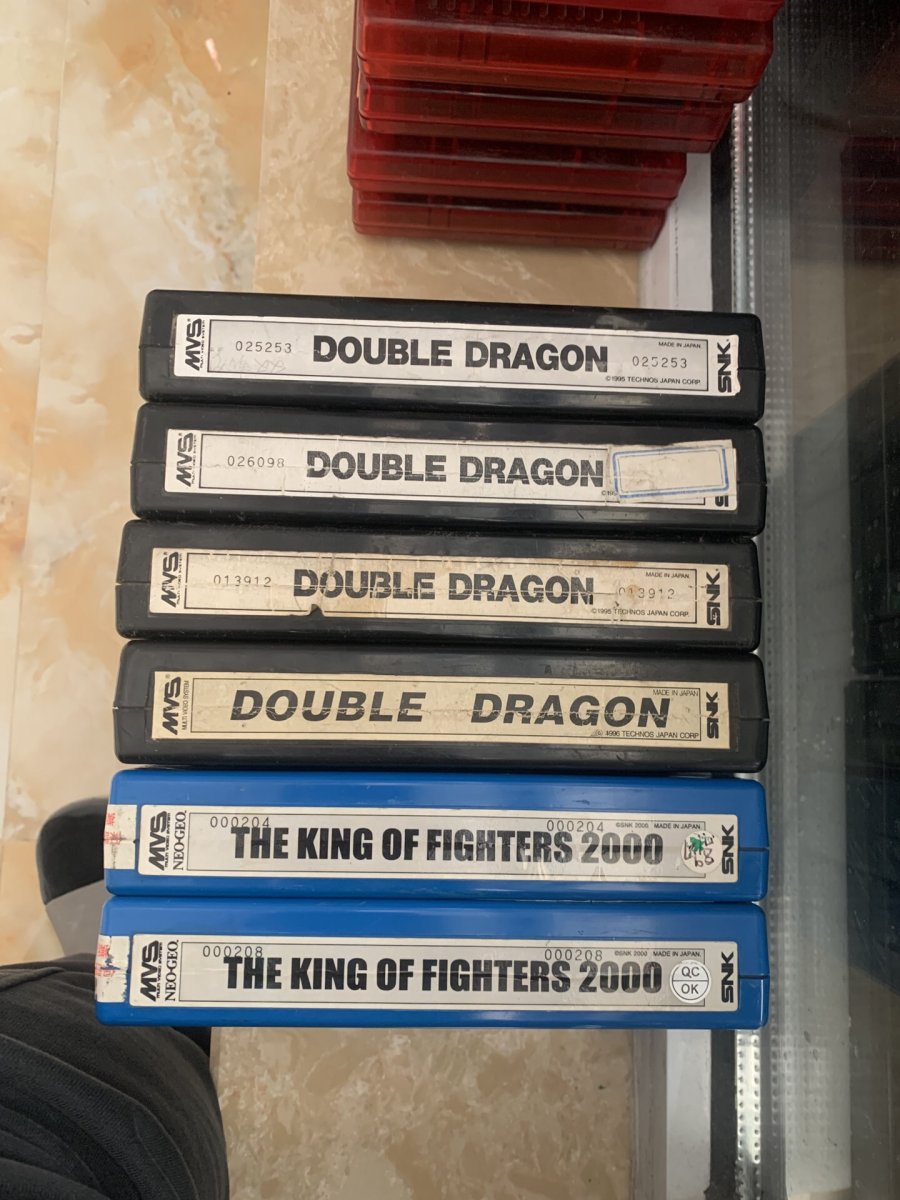 MVS 025253 DOUBLE DRAGON 025253 MADE IN JAPAN SNK
©1995 TECHNOS JAPAN CORP.
MVS 026098 DOUBLE DRAGON
MVS 013912 DOUBLE DRAGON 013912 MADE IN JAPAN SNK
©1995 TECHNOS JAPAN CORP.
MVS MULTI VIDEO SYSTEM DOUBLE DRAGON MADE IN JAPAN SNK
© 1996 TECHNOS JAPAN CORP
MVS NEO-GEO 000204 000204 ©SNK 2000 MADE IN JAPAN SNK
THE KING OF FIGHTERS 2000
MVS NEO-GEO 000208 000208 ©SNK 2000 MADE IN JAPAN SNK
THE KING OF FIGHTERS 2000
QC
OK